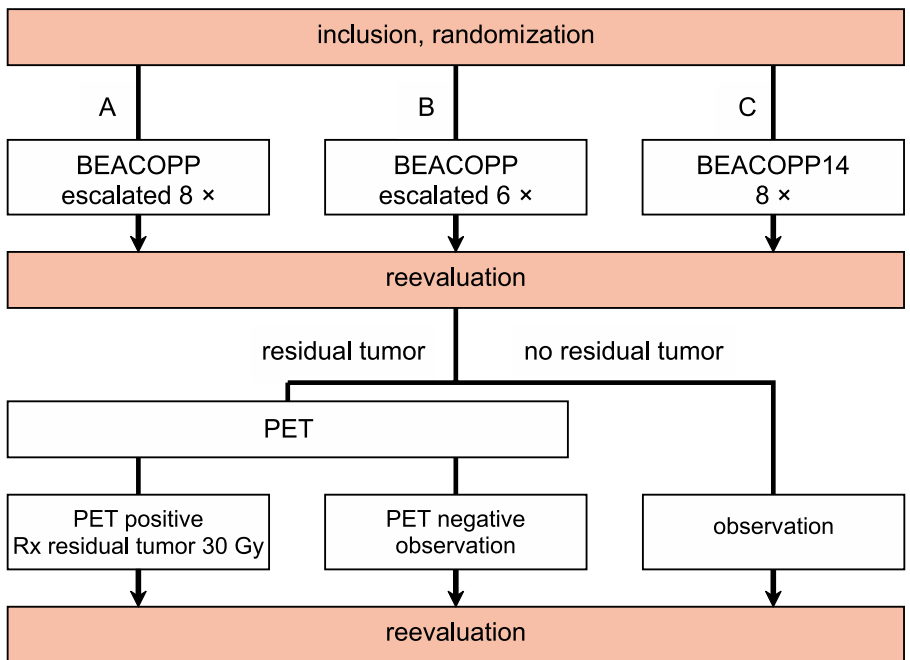 inclusion, randomization
A
B
C
BEACOPP
escalated 8 ×
BEACOPP
escalated 6 ×
BEACOPP14
8 ×
reevaluation
residual tumor
no residual tumor
PET
PET positive
Rx residual tumor 30 Gy
PET negative
observation
observation
reevaluation